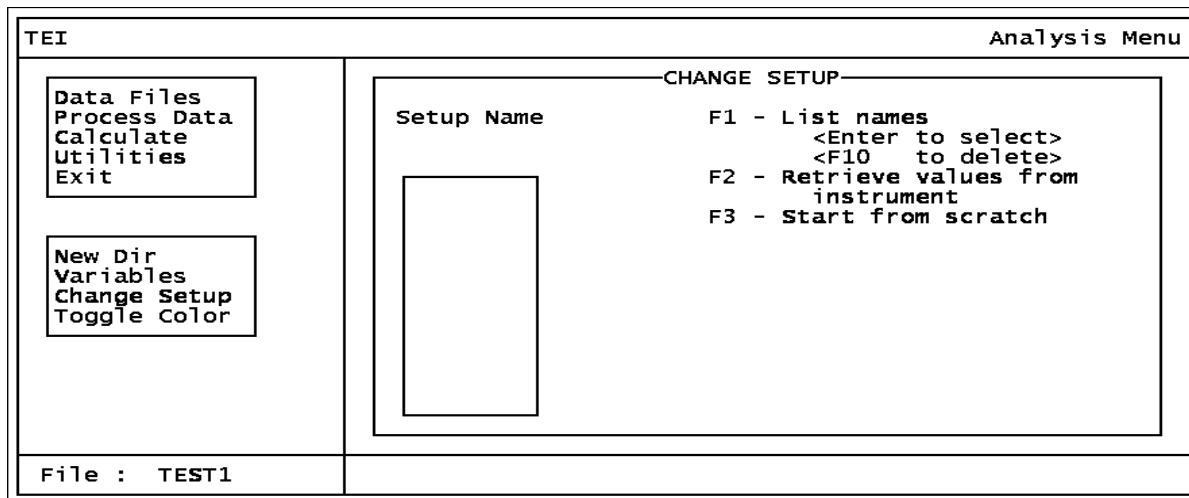 TEI
Analysis Menu
Data Files
Process Data
Calculate
Utilities
Exit
New Dir
Variables
Change Setup
Toggle Color
CHANGE SETUP
Setup Name
F1 - List names
<Enter to select>
<F10 to delete>
F2 - Retrieve values from
instrument
F3 - Start from scratch
File : TEST1